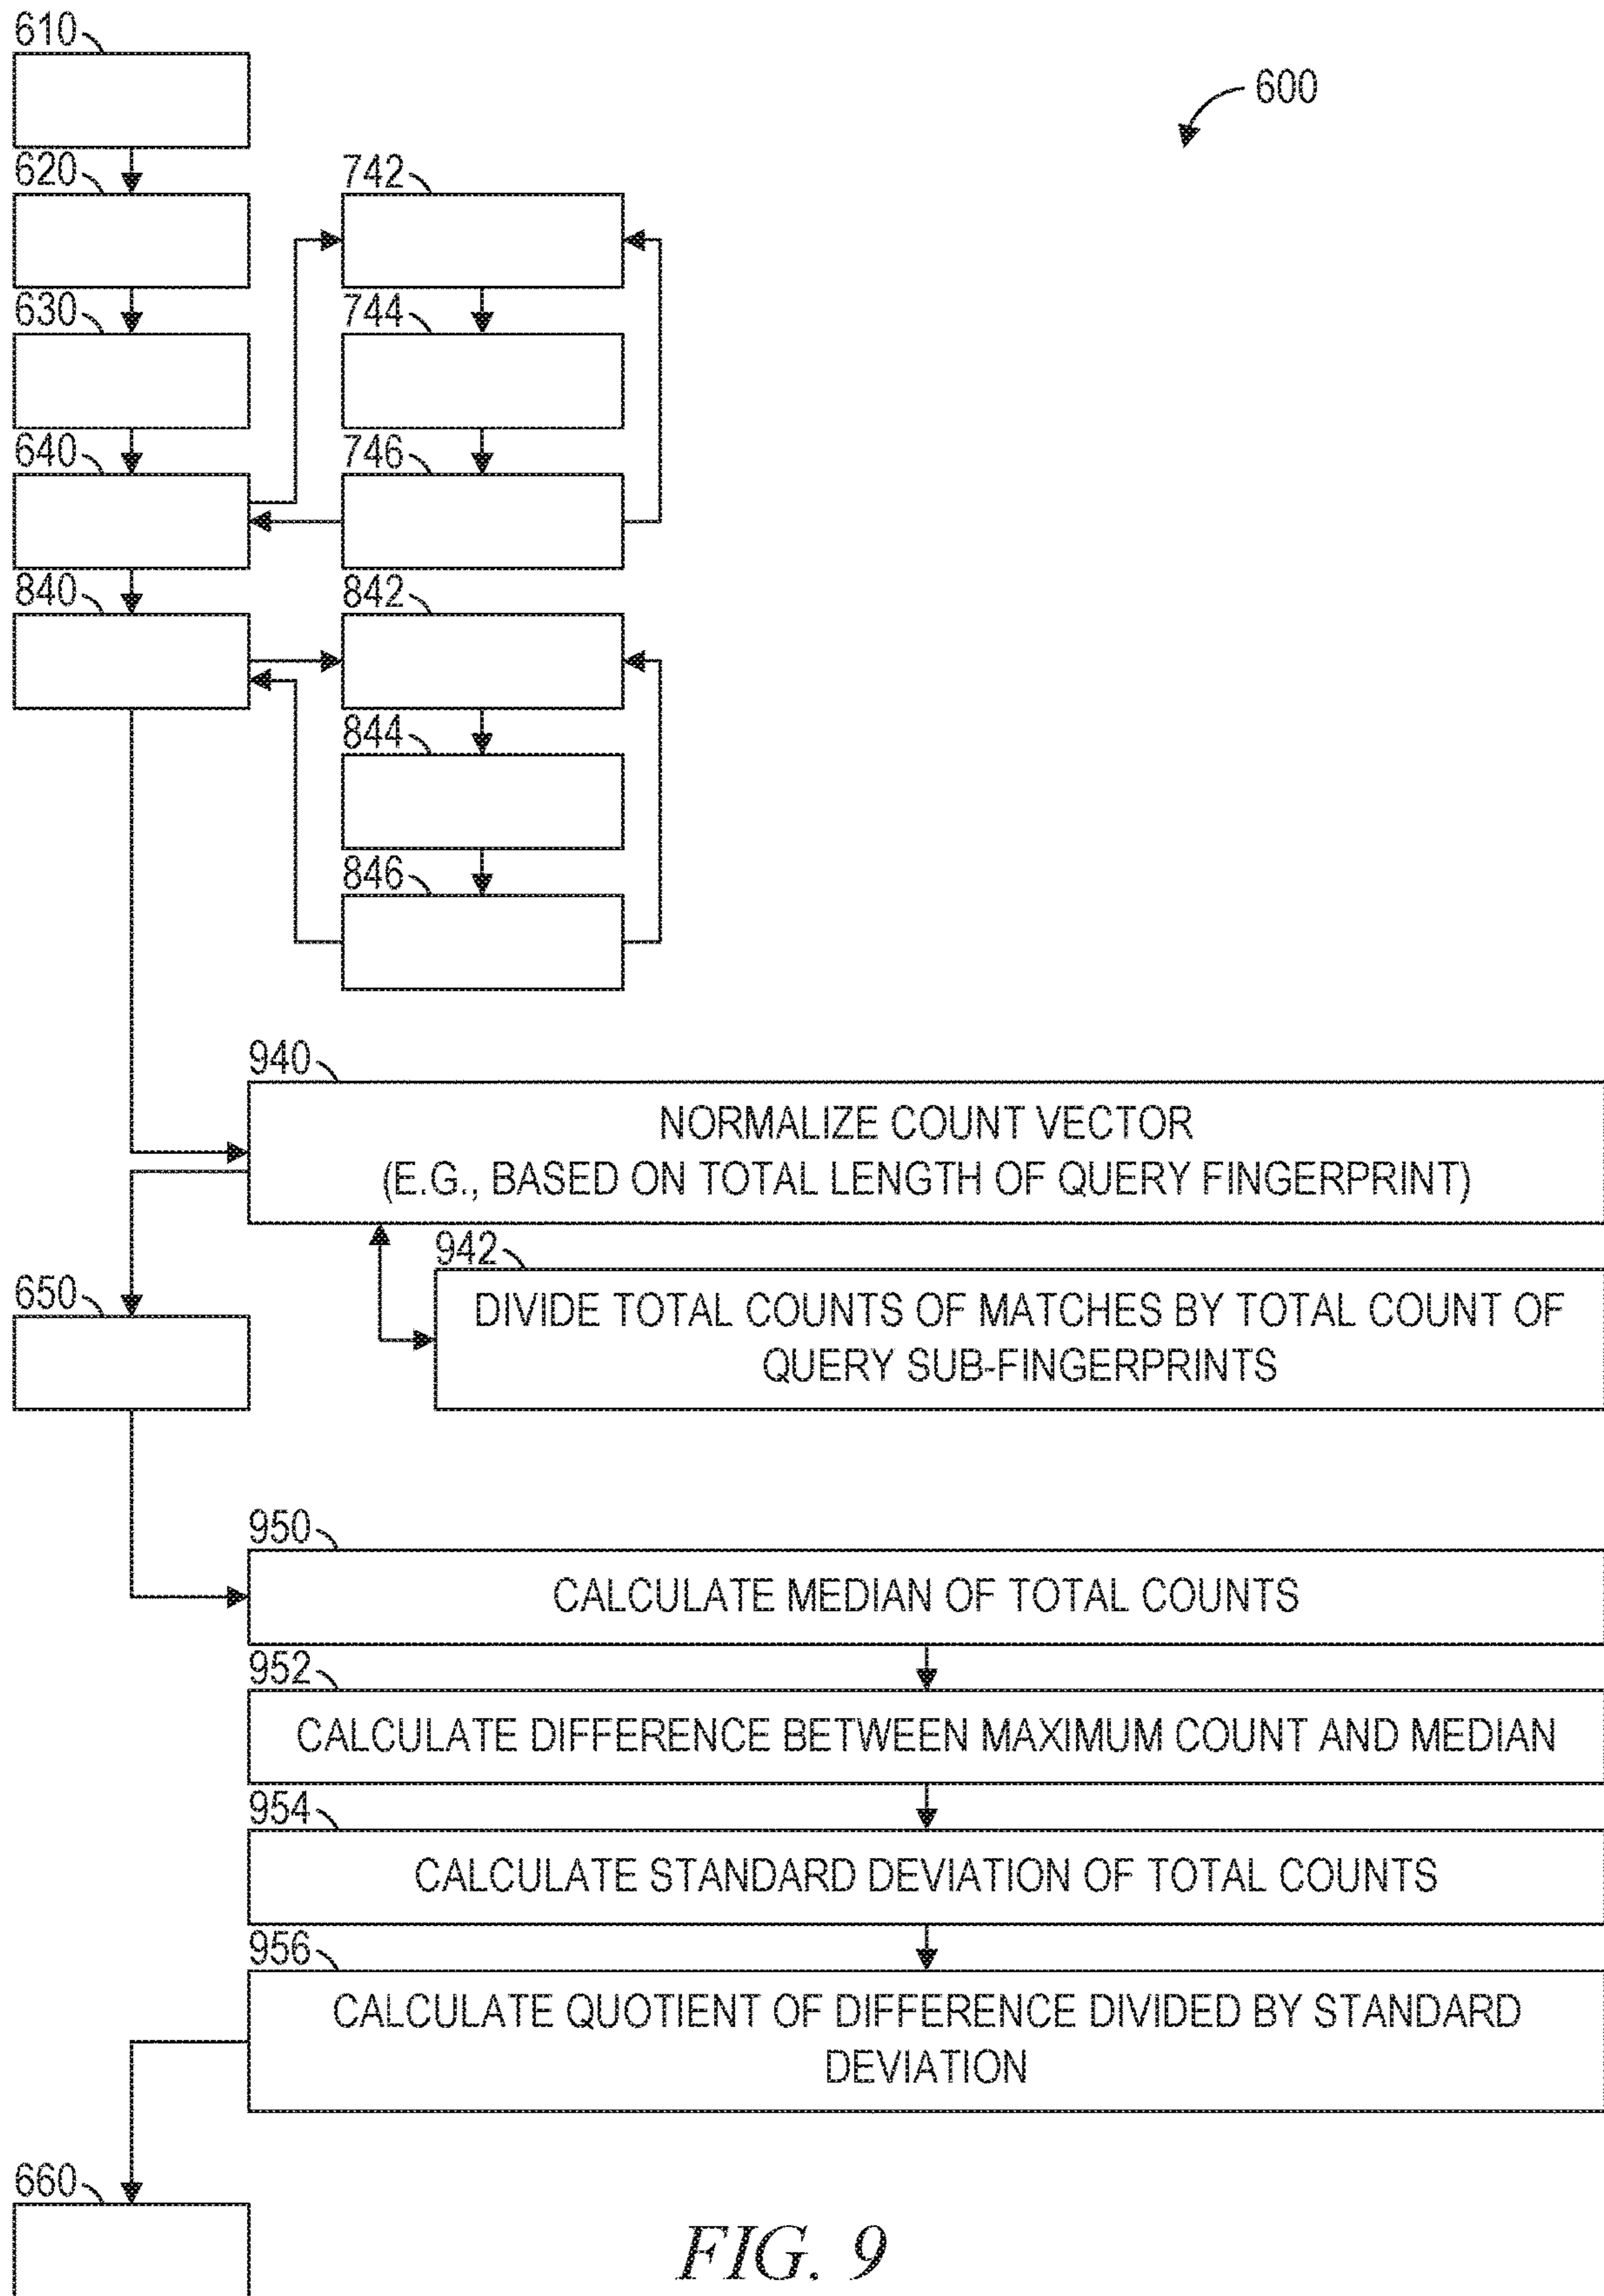 610
600
620
742
630
744
640
746
840
842
844
846
940
NORMALIZE COUNT VECTOR
(E.G., BASED ON TOTAL LENGTH OF QUERY FINGERPRINT)
942
DIVIDE TOTAL COUNTS OF MATCHES BY TOTAL COUNT OF
QUERY SUB-FINGERPRINTS
650
950
CALCULATE MEDIAN OF TOTAL COUNTS
952
CALCULATE DIFFERENCE BETWEEN MAXIMUM COUNT AND MEDIAN
954
CALCULATE STANDARD DEVIATION OF TOTAL COUNTS
956
CALCULATE QUOTIENT OF DIFFERENCE DIVIDED BY STANDARD
DEVIATION
660
FIG. 9